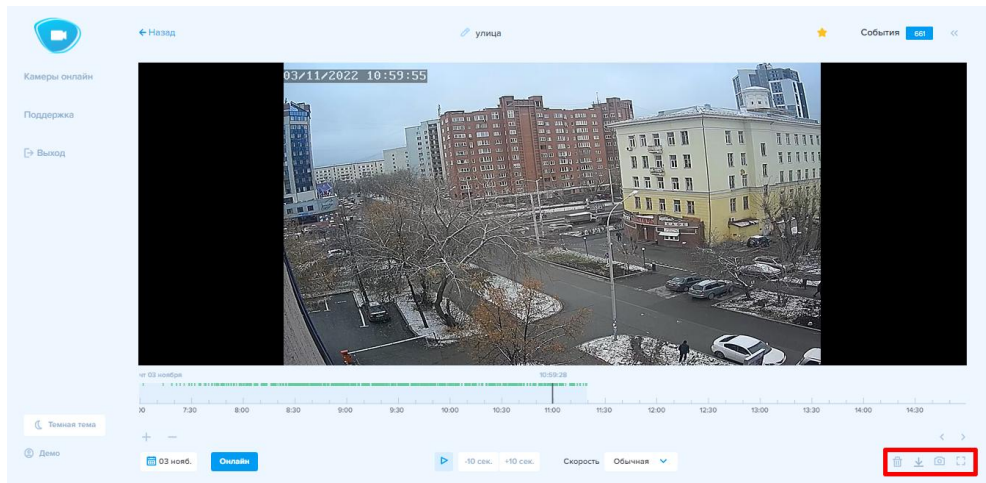 ← Назад
улица
События 661
Камеры онлайн
Поддержка
Выход
03/11/2022 10:59:55
чт 03 ноября
10:59:28
7:30 8:00 8:30 9:00 9:30 10:00 10:30 11:00 11:30 12:00 12:30 13:00 13:30 14:00 14:30
Темная тема
Демо
03 нояб. Онлайн -10 сек. +10 сек. Скорость Обычная